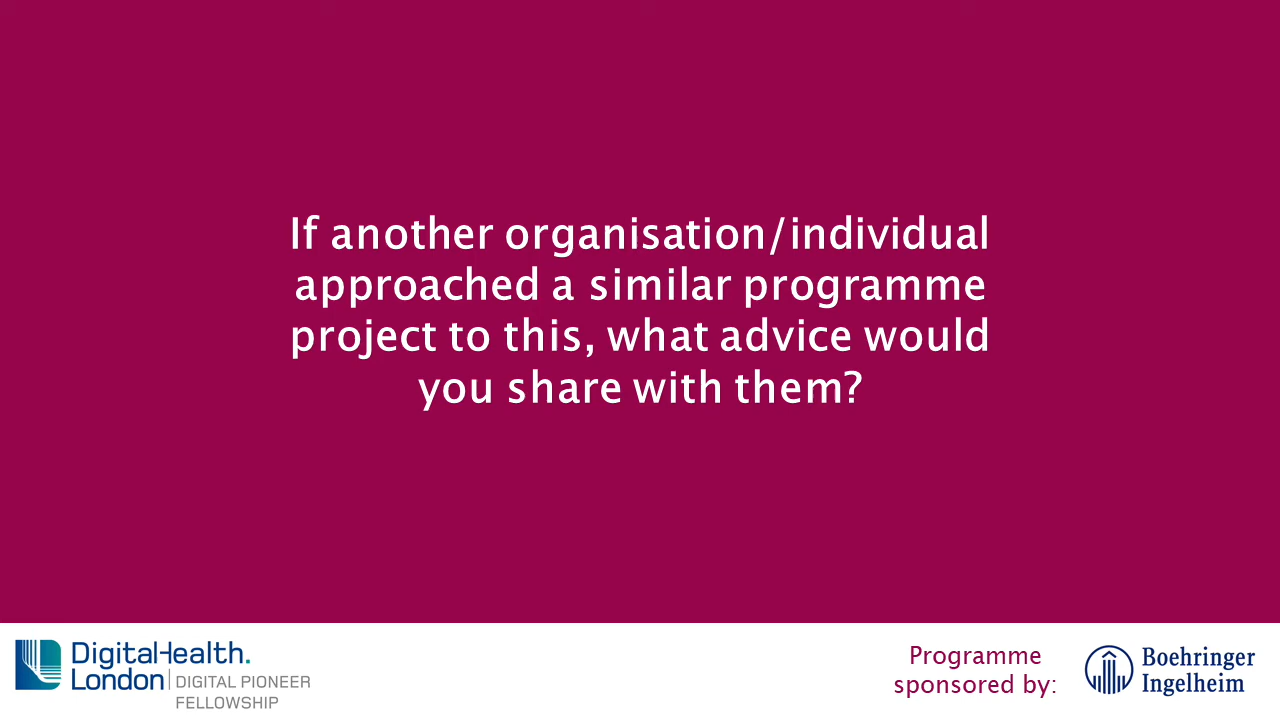 If another organisation/individual
approached a similar programme
project to this, what advice would
you share with them?
DigitalHealth.
London
DIGITAL PIONEER
FELLOWSHIP
Programme
sponsored by:
Boehringer
Ingelheim